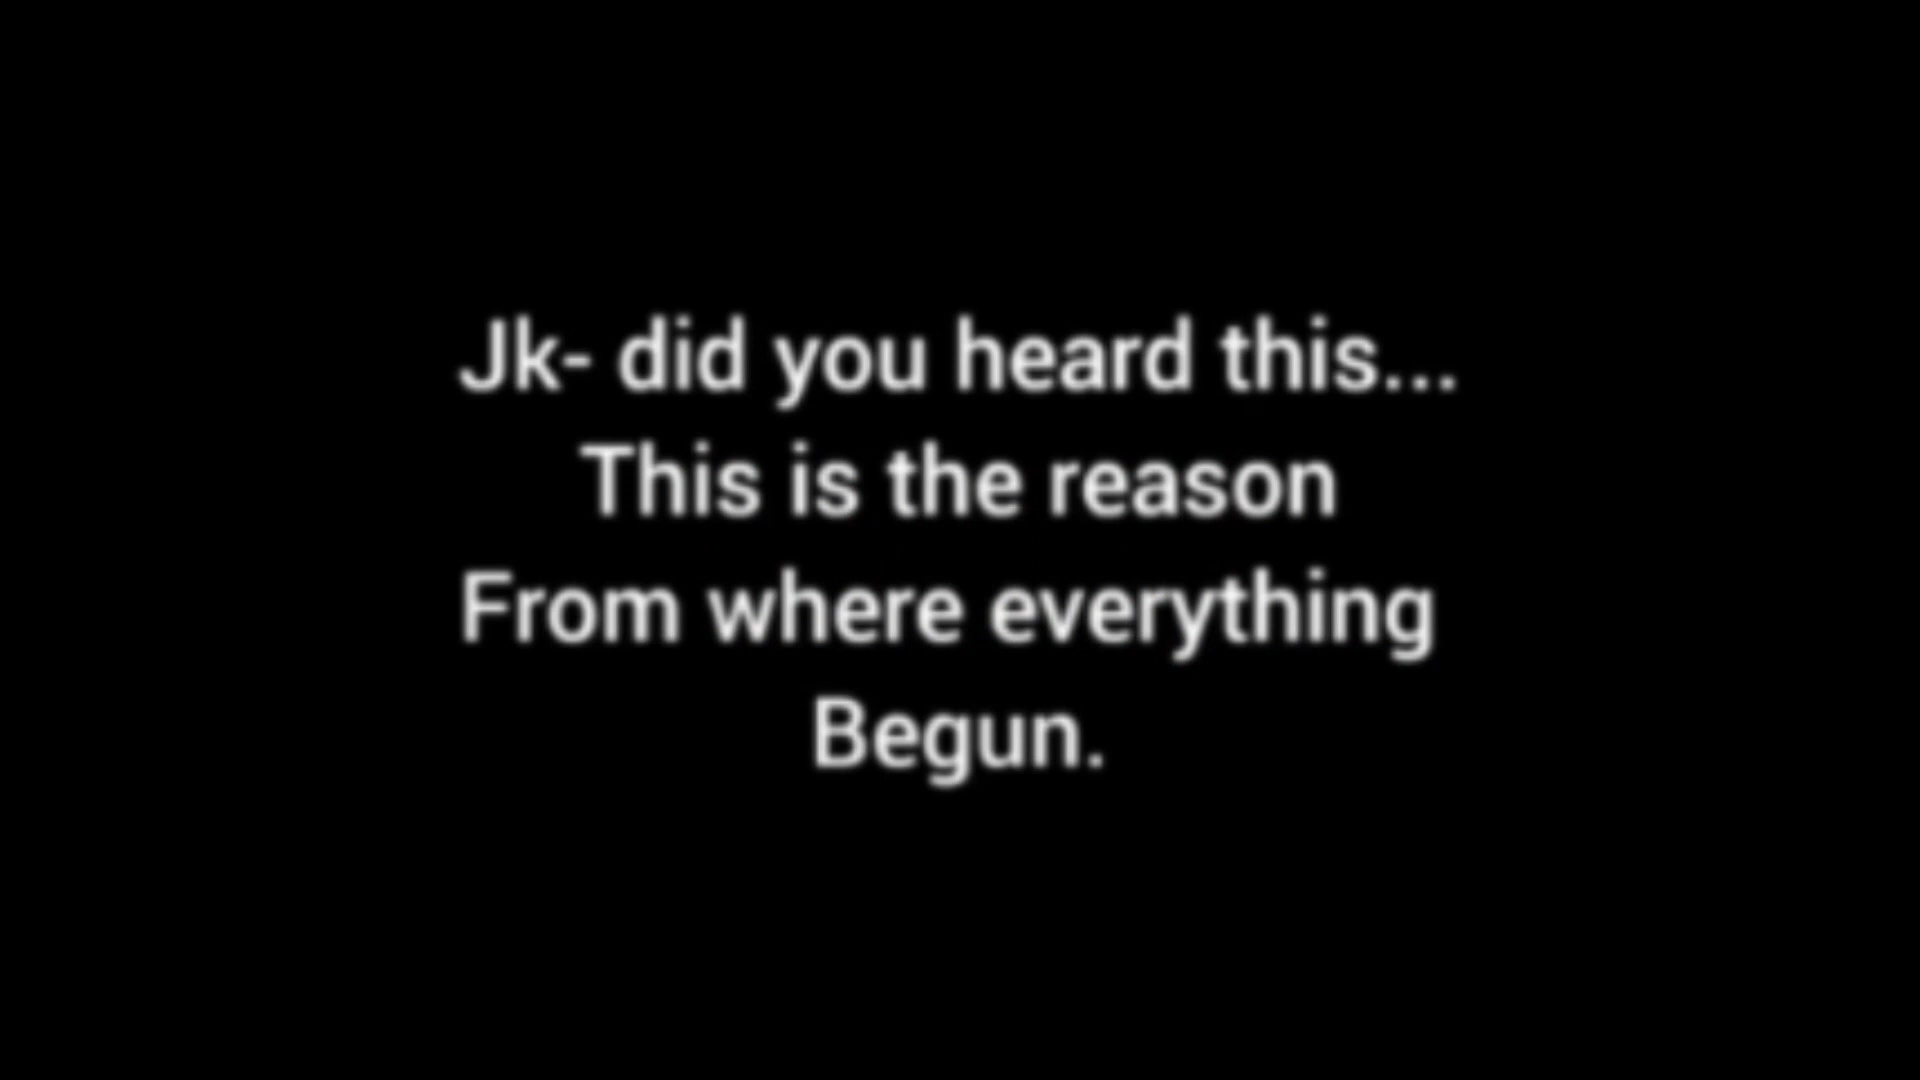 Jk- did you heard this...
This is the reason
From where everything
Begun.